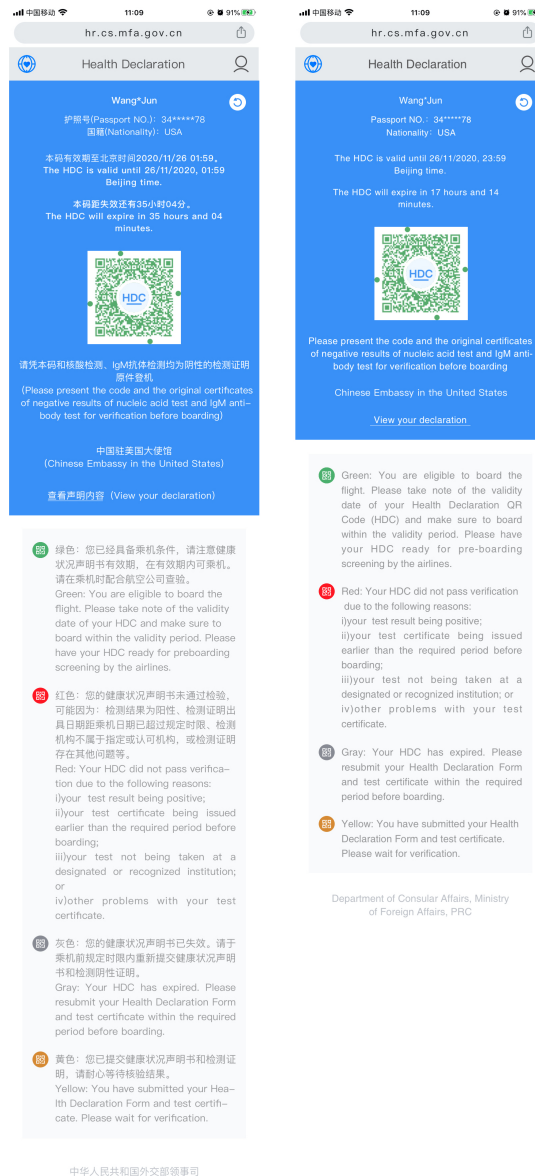 中国移动 11:09 91%
hr.cs.mfa.gov.cn
Health Declaration
Wang*Jun
护照号(Passport NO.): 34*****78
国籍(Nationality): USA
本码有效期至北京时间2020/11/26 01:59。
The HDC is valid until 26/11/2020, 01:59
Beijing time.
本码距失效还有35小时04分。
The HDC will expire in 35 hours and 04
minutes.
HDC
请凭本码和核酸检测、IgM抗体检测均为阴性的检测证明
原件登机
(Please present the code and the original certificates
of negative results of nucleic acid test and IgM anti-
body test for verification before boarding)
中国驻美国大使馆
(Chinese Embassy in the United States)
查看声明内容 (View your declaration)
绿色：您已经具备乘机条件，请注意健康
状况声明书有效期，在有效期内可乘机。
请在乘机时配合航空公司查验。
Green: You are eligible to board the
flight. Please take note of the validity
date of your HDC and make sure to
board within the validity period. Please
have your HDC ready for preboarding
screening by the airlines.
红色：您的健康状况声明书未通过检验，
可能因为：检测结果为阳性、检测证明出
具日期距乘机日期已超过规定时限、检测
机构不属于指定或认可机构，或检测证明
存在其他问题等。
Red: Your HDC did not pass verifica-
tion due to the following reasons:
i)your test result being positive;
ii)your test certificate being issued
earlier than the required period before
boarding;
iii)your test not being taken at a
designated or recognized institution;
or
iv)other problems with your test
certificate.
灰色：您的健康状况声明书已失效。请于
乘机前规定时限内重新提交健康状况声明
书和检测阴性证明。
Gray: Your HDC has expired. Please
resubmit your Health Declaration Form
and test certificate within the required
period before boarding.
黄色：您已提交健康状况声明书和检测证
明，请耐心等待核验结果。
Yellow: You have submitted your Hea-
lth Declaration Form and test certifi-
cate. Please wait for verification.
中华人民共和国外交部领事司
中国移动 11:09 91%
hr.cs.mfa.gov.cn
Health Declaration
Wang*Jun
Passport NO.: 34*****78
Nationality: USA
The HDC is valid until 26/11/2020, 23:59
Beijing time.
The HDC will expire in 17 hours and 14
minutes.
HDC
Please present the code and the original certificates
of negative results of nucleic acid test and IgM anti-
body test for verification before boarding
Chinese Embassy in the United States
View your declaration
Green: You are eligible to board the
flight. Please take note of the validity
date of your Health Declaration QR
Code (HDC) and make sure to board
within the validity period. Please have
your HDC ready for pre-boarding
screening by the airlines.
Red: Your HDC did not pass verification
due to the following reasons:
i)your test result being positive;
ii)your test certificate being issued
earlier than the required period before
boarding;
iii)your test not being taken at a
designated or recognized institution; or
iv)other problems with your test
certificate.
Gray: Your HDC has expired. Please
resubmit your Health Declaration Form
and test certificate within the required
period before boarding.
Yellow: You have submitted your Health
Declaration Form and test certificate.
Please wait for verification.
Department of Consular Affairs, Ministry
of Foreign Affairs, PRC